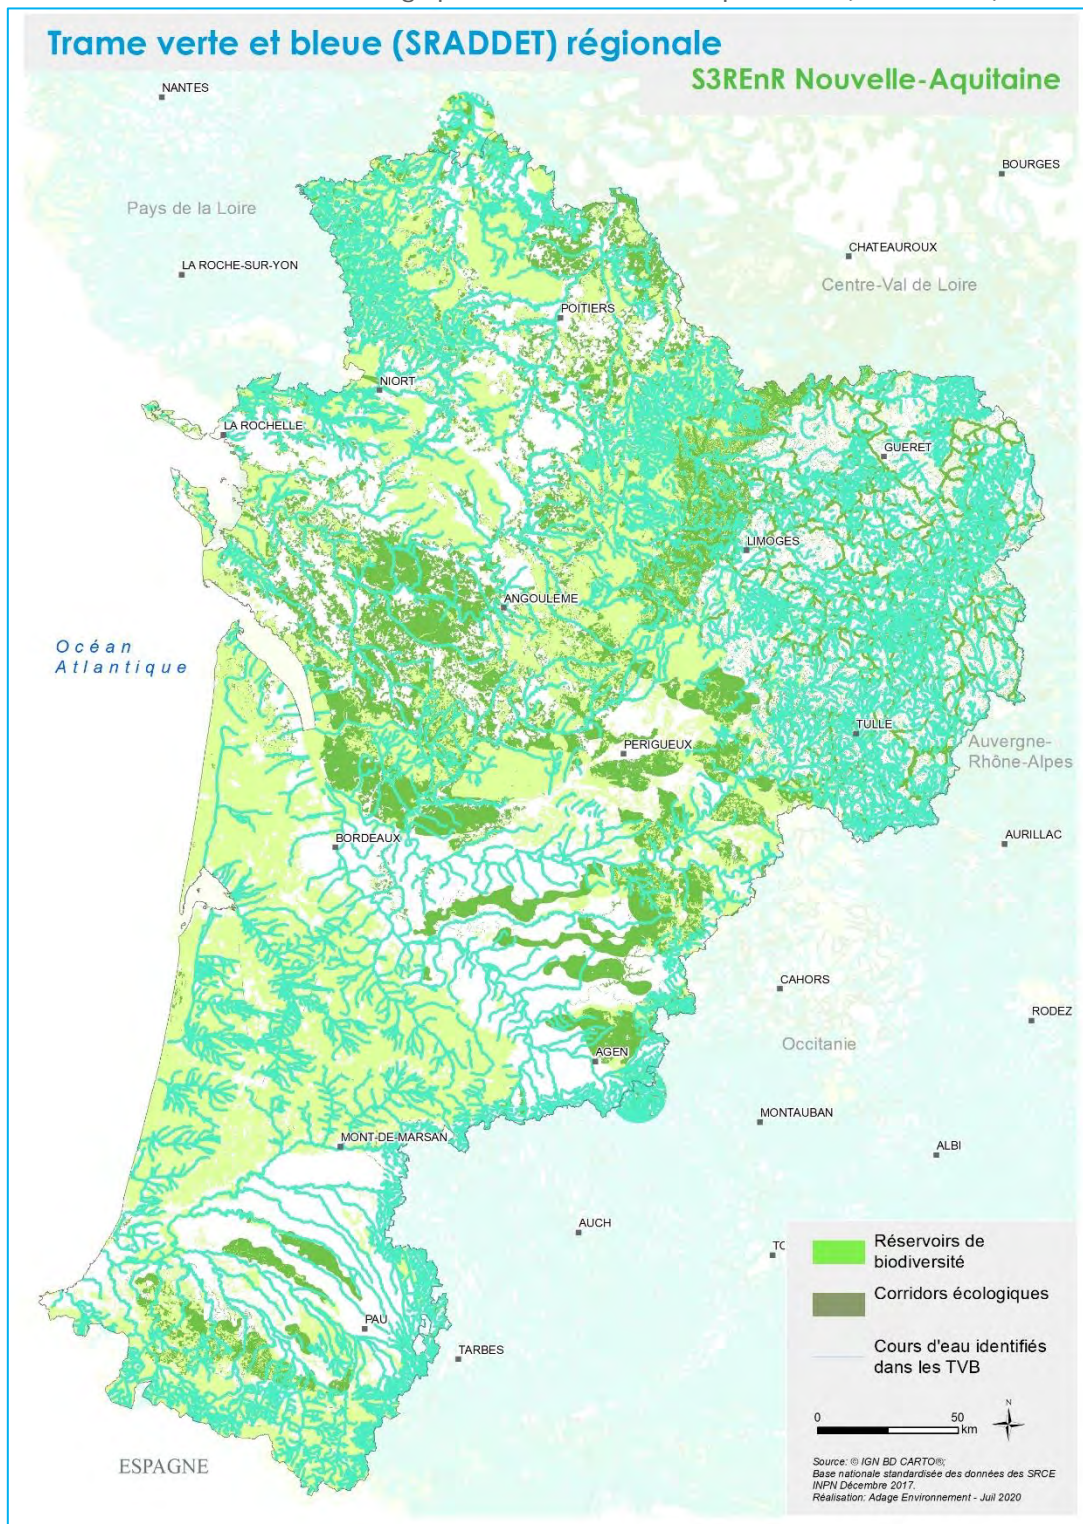 Trame verte et bleue (SRADDET) régionale
S3REnR Nouvelle-Aquitaine
NANTES
BOURGES
Pays de la Loire
CHATEAUROUX
LA ROCHE-SUR-YON
Centre-Val de Loire
POITIERS
NIORT
LA ROCHELLE
GUERET
LIMOGES
ANGOULEME
Océan
Atlantique
TULLE
PERIGUEUX
Auvergne-
Rhône-Alpes
AURILLAC
BORDEAUX
CAHORS
RODEZ
Occitanie
AGEN
MONTAUBAN
MONT-DE-MARSAN
ALBI
AUCH
PAU
TARBES
ESPAGNE
Réservoirs de
biodiversité
Corridors écologiques
Cours d'eau identifiés
dans les TVB
N
0 50
km
Source: © IGN BD CARTO®;
Base nationale standardisée des données des SRCE
INPN Décembre 2017.
Réalisation: Adage Environnement - Juil 2020